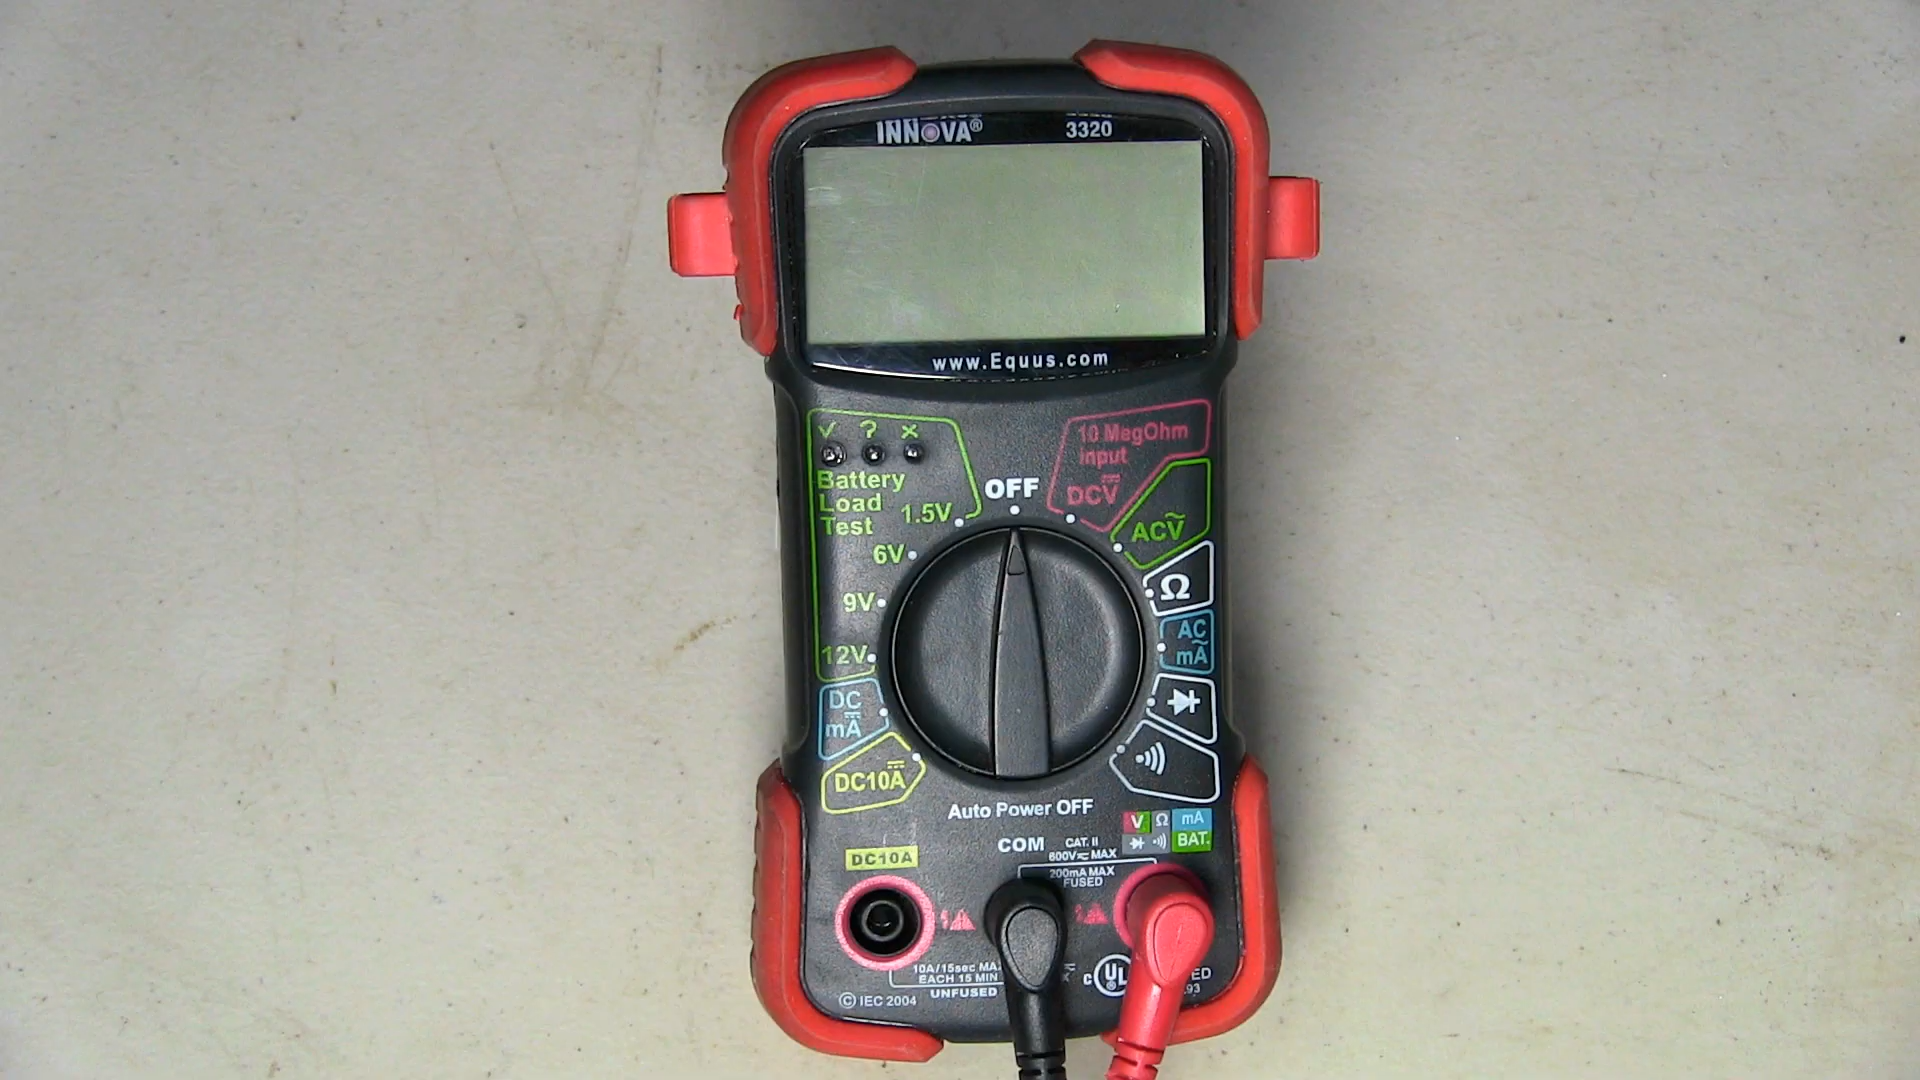 INNOVA®
3320
www.Equus.com
√ ? ×
Battery
Load
Test
1.5V
6V
9V
12V
OFF
10 MegOhm
input
DCV
ACV
Ω
AC
mA
DC
mA
DC10A
Auto Power OFF
V Ω mA
BAT.
COM
CAT. II
600V MAX
200mA MAX
FUSED
DC10A
10A/15sec
EACH 15 MIN
UNFUSED
© IEC 2004
c UL ®